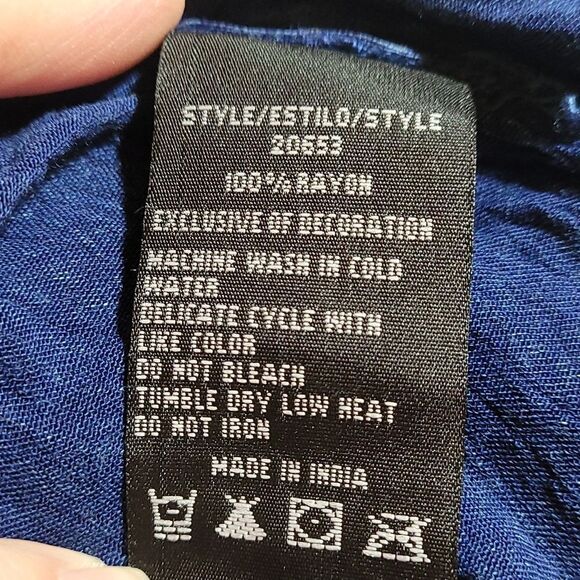 STYLE/ESTILO/STYLE
20653
100% RAYON
EXCLUSIVE OF DECORATION
MACHINE WASH IN COLD
WATER
DELICATE CYCLE WITH
LIKE COLOR
DO NOT BLEACH
TUMBLE DRY LOW HEAT
DO NOT IRON
MADE IN INDIA